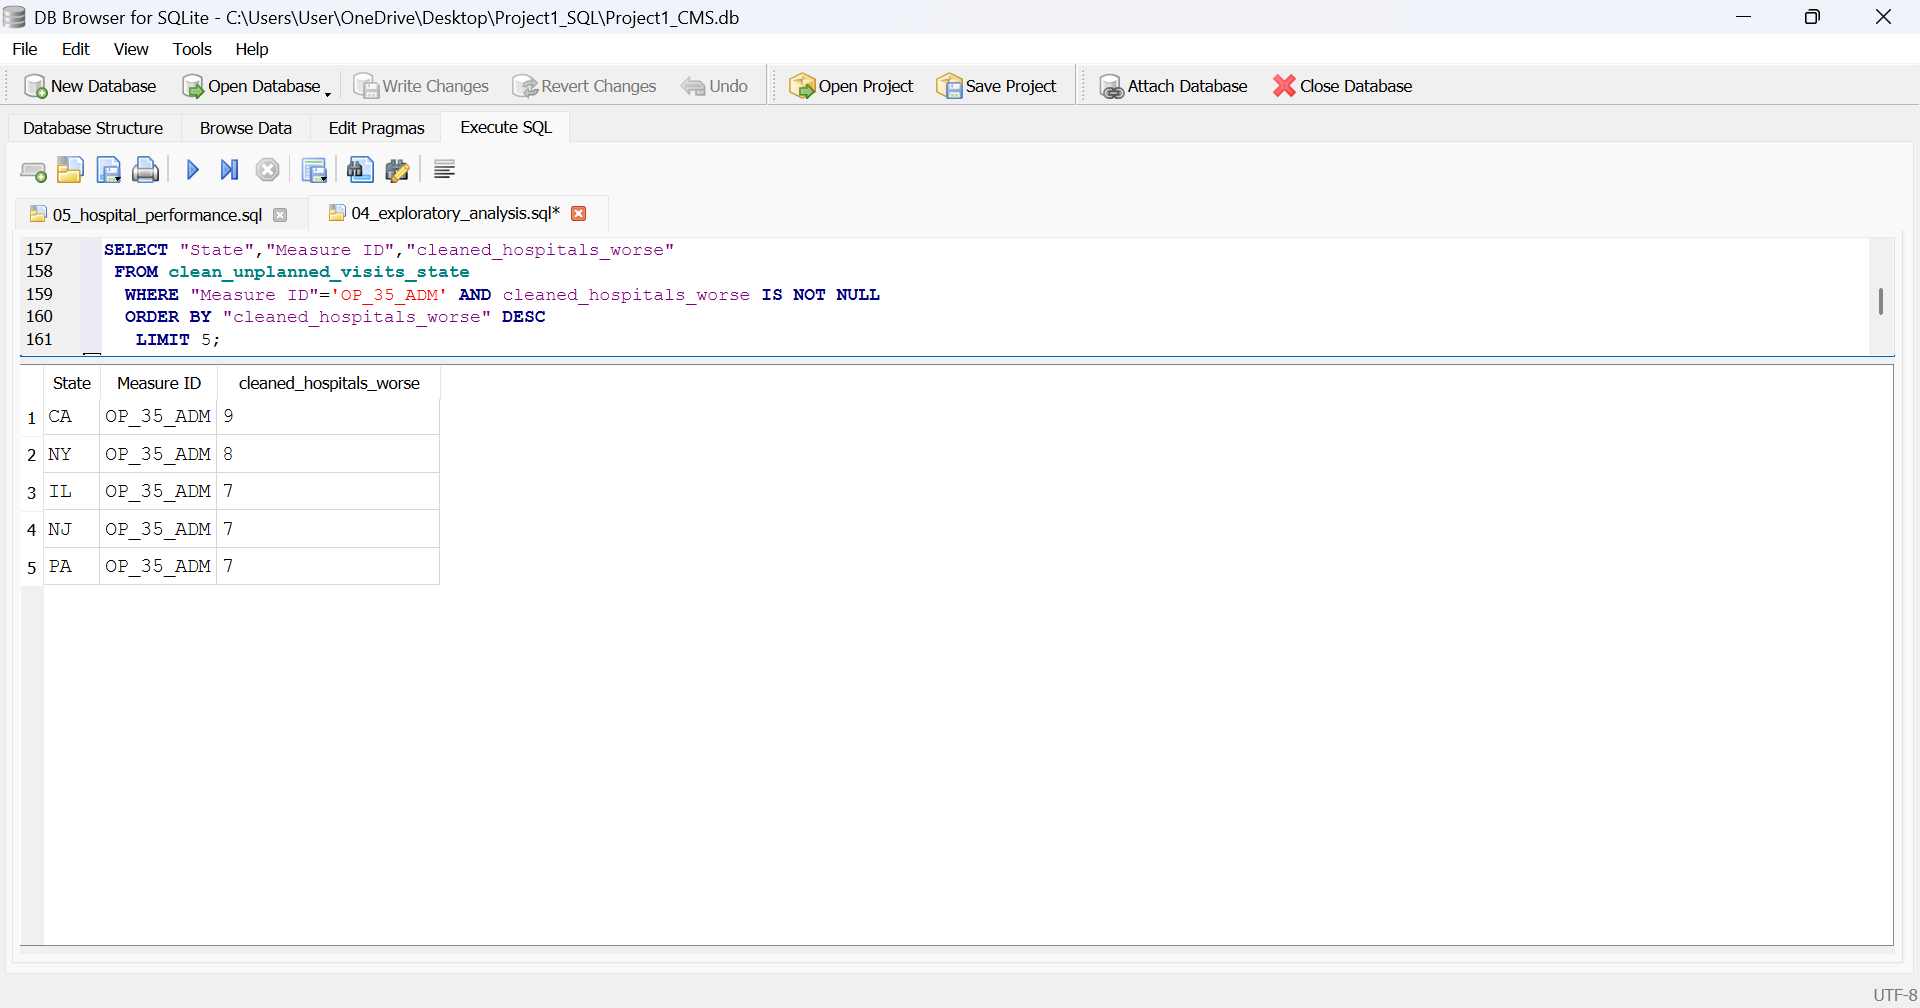 DB Browser for SQLite - C:\Users\User\OneDrive\Desktop\Project1_SQL\Project1_CMS.db
File Edit View Tools Help
New Database Open Database Write Changes Revert Changes Undo Open Project Save Project Attach Database Close Database
Database Structure Browse Data Edit Pragmas Execute SQL
05_hospital_performance.sql 04_exploratory_analysis.sql*
157 SELECT "State","Measure ID","cleaned_hospitals_worse"
158 FROM clean_unplanned_visits_state
159 WHERE "Measure ID"='OP_35_ADM' AND cleaned_hospitals_worse IS NOT NULL
160 ORDER BY "cleaned_hospitals_worse" DESC
161 LIMIT 5;
State Measure ID cleaned_hospitals_worse
1 CA OP_35_ADM 9
2 NY OP_35_ADM 8
3 IL OP_35_ADM 7
4 NJ OP_35_ADM 7
5 PA OP_35_ADM 7
UTF-8